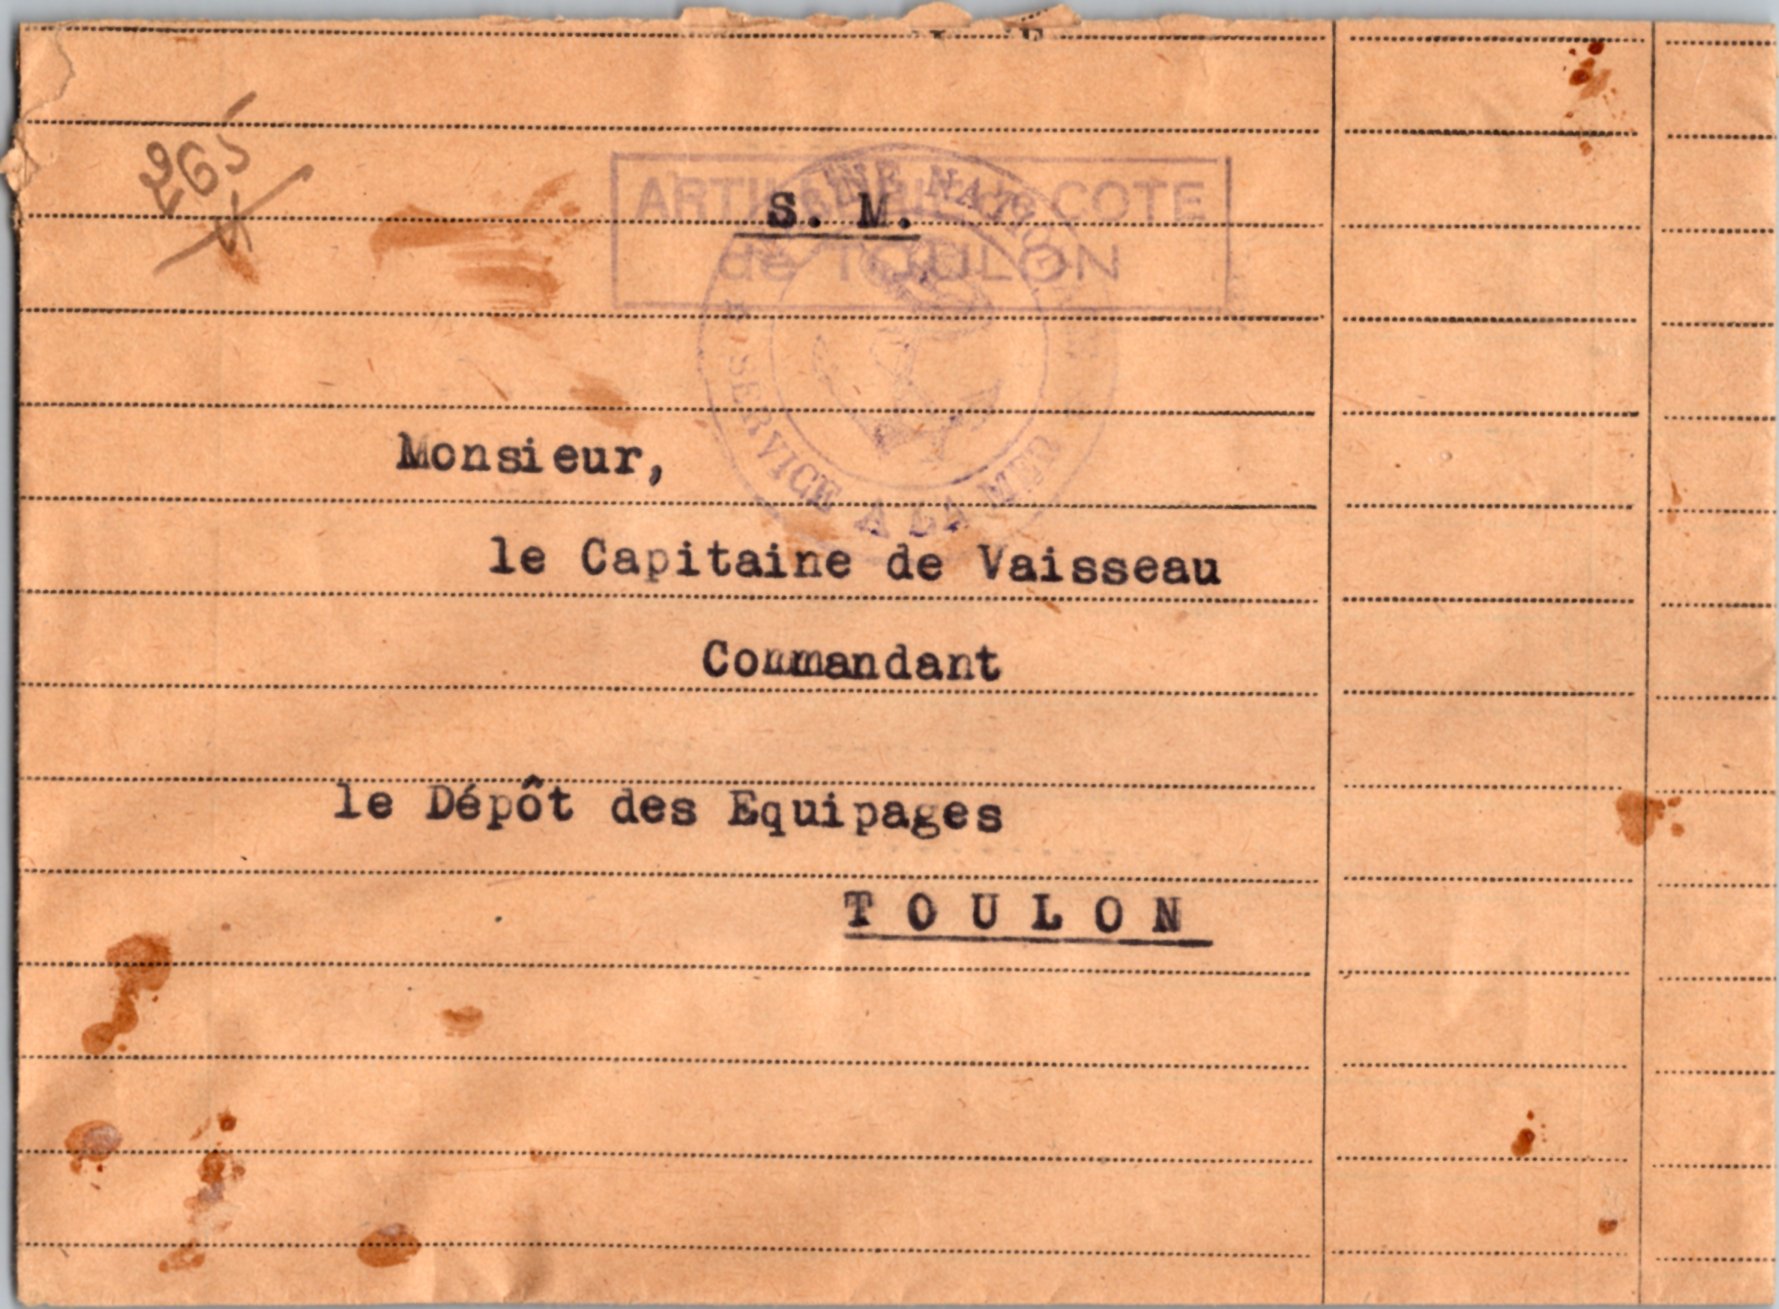 265
ARTILLERIE de COTE
de TOULON
S. M.
SERVICE A LA MER
Monsieur,
le Capitaine de Vaisseau
Commandant
le Dépôt des Equipages
TOULON